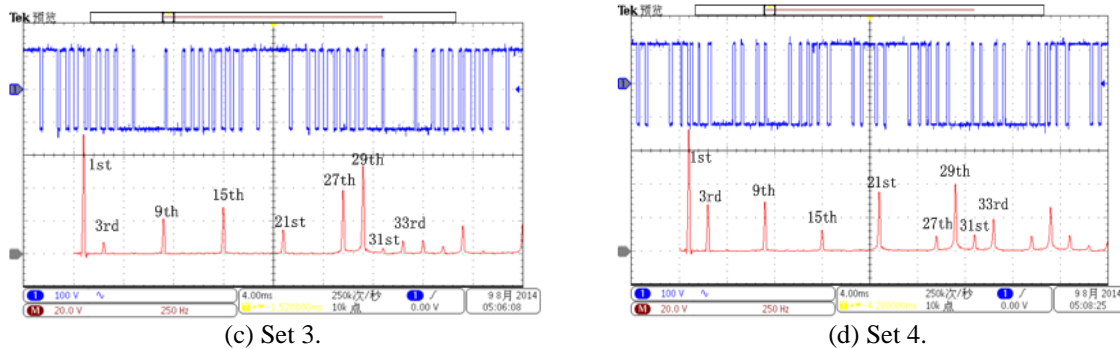 Tek 预览
1st
3rd
9th
15th
21st
27th
29th
31st
33rd
1 100 V
M 20.0 V 250 Hz
4.00ms
250k次/秒
10k 点
1
0.00 V
9 8月 2014
05:06:08
(c) Set 3.
Tek 预览
1st
3rd
9th
15th
21st
27th
29th
31st
33rd
1 100 V
M 20.0 V 250 Hz
4.00ms
250k次/秒
10k 点
1
0.00 V
9 8月 2014
05:08:25
(d) Set 4.